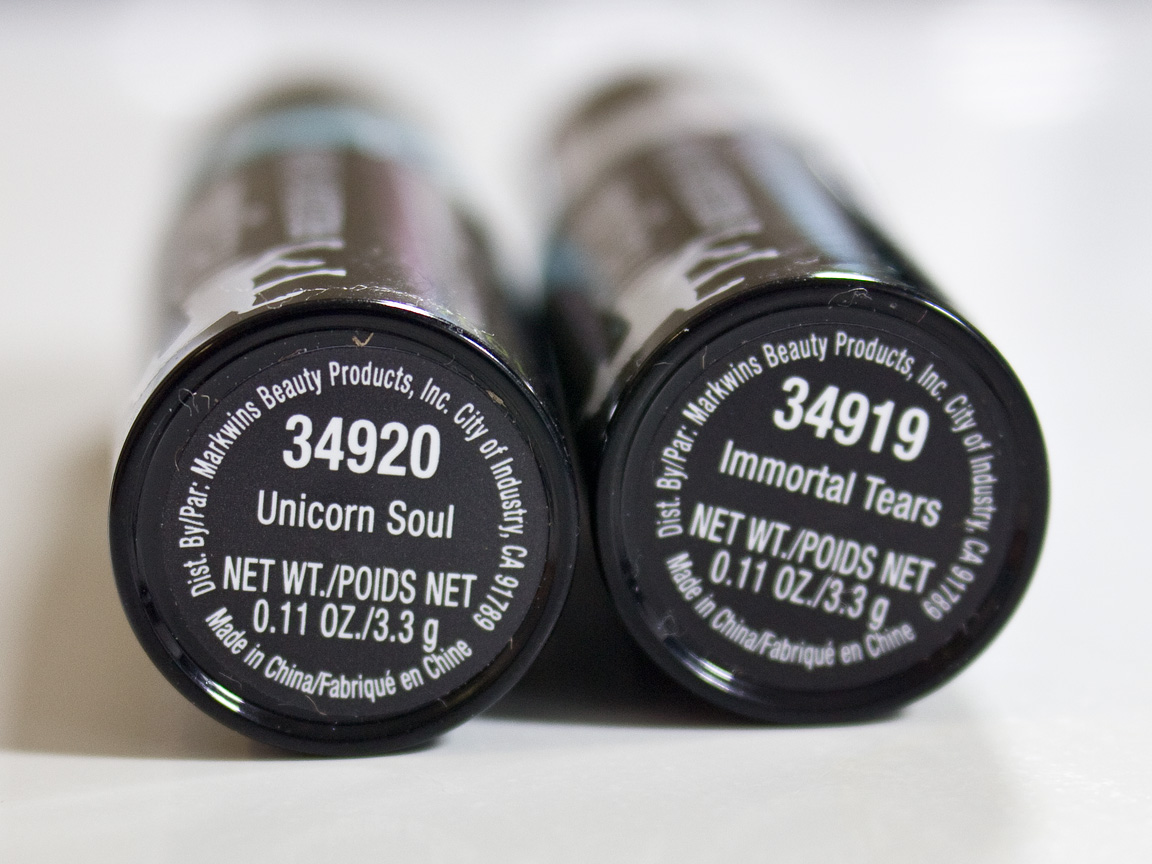 Dist. By/Par: Markwins Beauty Products, Inc. City of Industry, CA 91789
34920
Unicorn Soul
NET WT./POIDS NET
0.11 OZ./3.3 g
Made in China/Fabriqué en Chine
Dist. By/Par: Markwins Beauty Products, Inc. City of Industry, CA 91789
34919
Immortal Tears
NET WT./POIDS NET
0.11 OZ./3.3 g
Made in China/Fabriqué en Chine